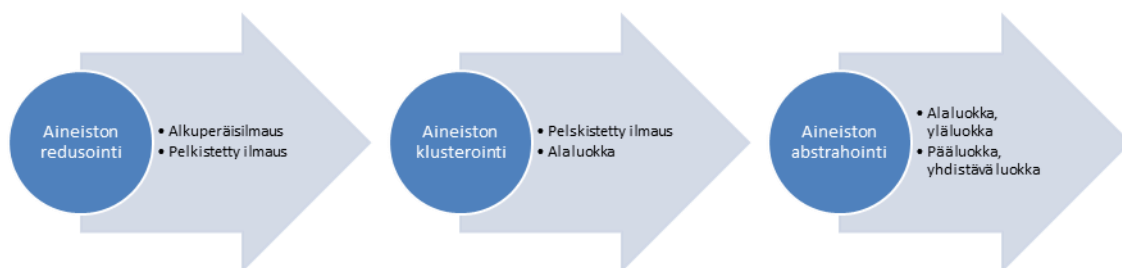 Aineiston
redusointi
• Alkuperäisilmaus
• Pelkistetty ilmaus
Aineiston
klusterointi
• Pelskistetty ilmaus
• Alaluokka
Aineiston
abstrahointi
• Alaluokka,
yläluokka
• Pääluokka,
yhdistävä luokka